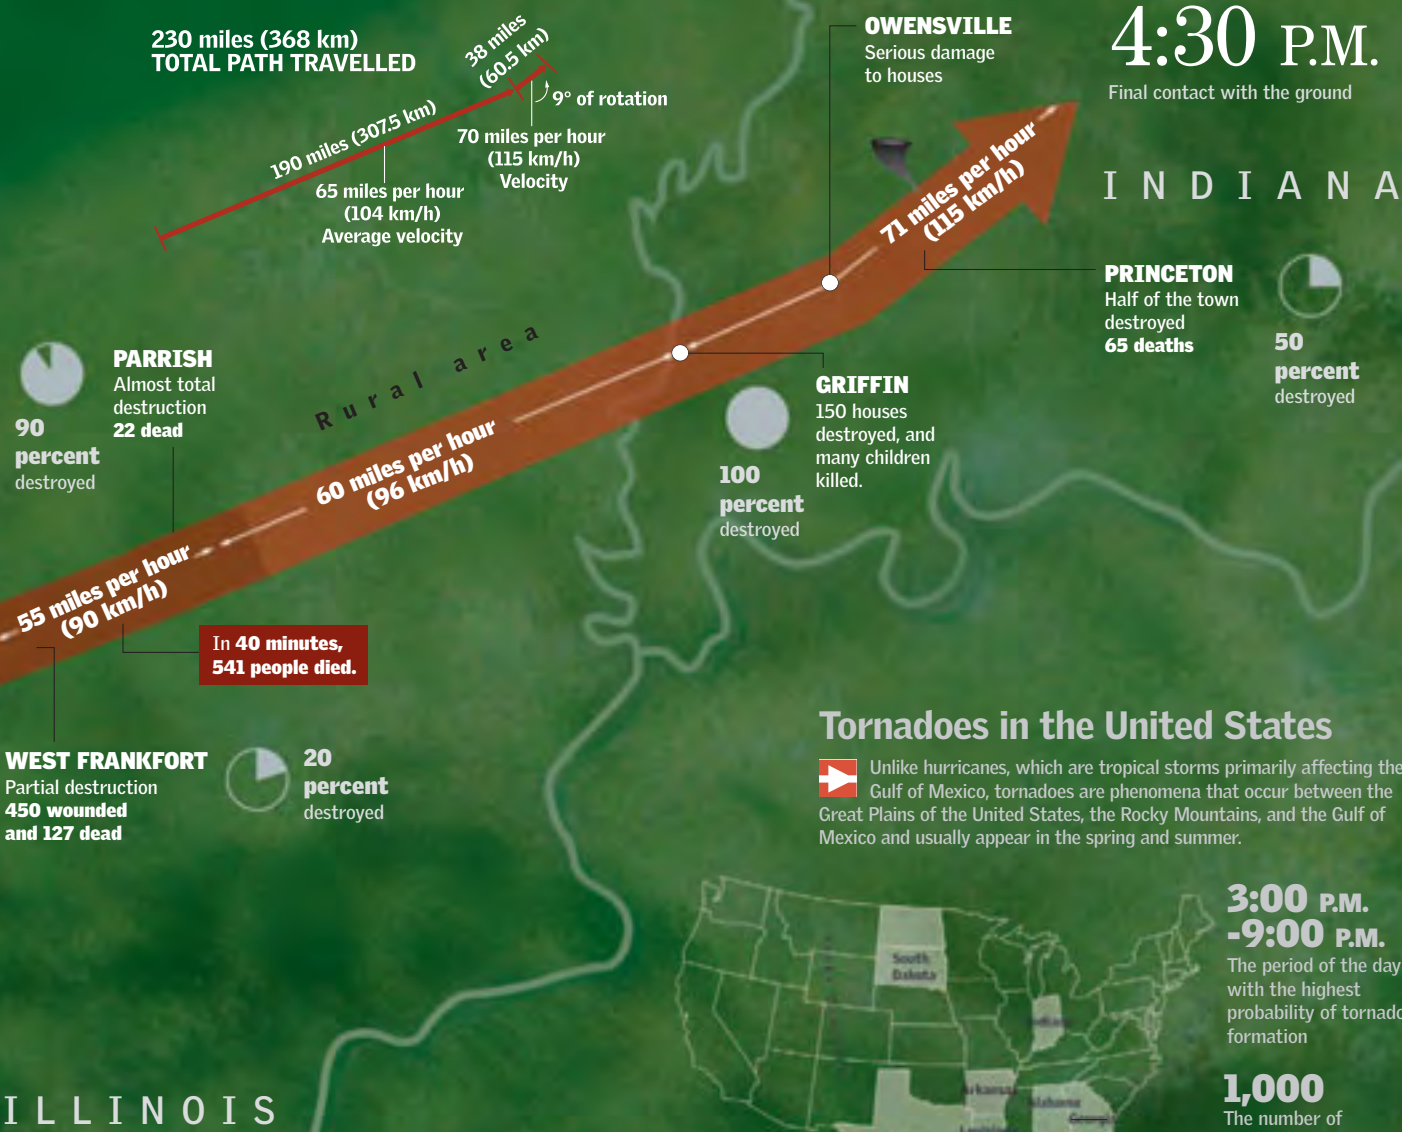 230 miles (368 km)
TOTAL PATH TRAVELLED
38 miles
(60.5 km)
9° of rotation
190 miles (307.5 km)
70 miles per hour
(115 km/h)
Velocity
65 miles per hour
(104 km/h)
Average velocity
OWENSVILLE
Serious damage
to houses
4:30 P.M.
Final contact with the ground
71 miles per hour
(115 km/h)
INDIANA
PRINCETON
Half of the town
destroyed
65 deaths
50
percent
destroyed
PARRISH
Almost total
destruction
22 dead
90
percent
destroyed
Rural area
60 miles per hour
(96 km/h)
GRIFFIN
150 houses
destroyed, and
many children
killed.
100
percent
destroyed
55 miles per hour
(90 km/h)
In 40 minutes,
541 people died.
WEST FRANKFORT
Partial destruction
450 wounded
and 127 dead
20
percent
destroyed
Tornadoes in the United States
Unlike hurricanes, which are tropical storms primarily affecting the
Gulf of Mexico, tornadoes are phenomena that occur between the
Great Plains of the United States, the Rocky Mountains, and the Gulf of
Mexico and usually appear in the spring and summer.
South
Dakota
Indiana
Arkansas
Alabama
Georgia
3:00 P.M.
-9:00 P.M.
The period of the day
with the highest
probability of tornado
formation
1,000
The number of
ILLINOIS